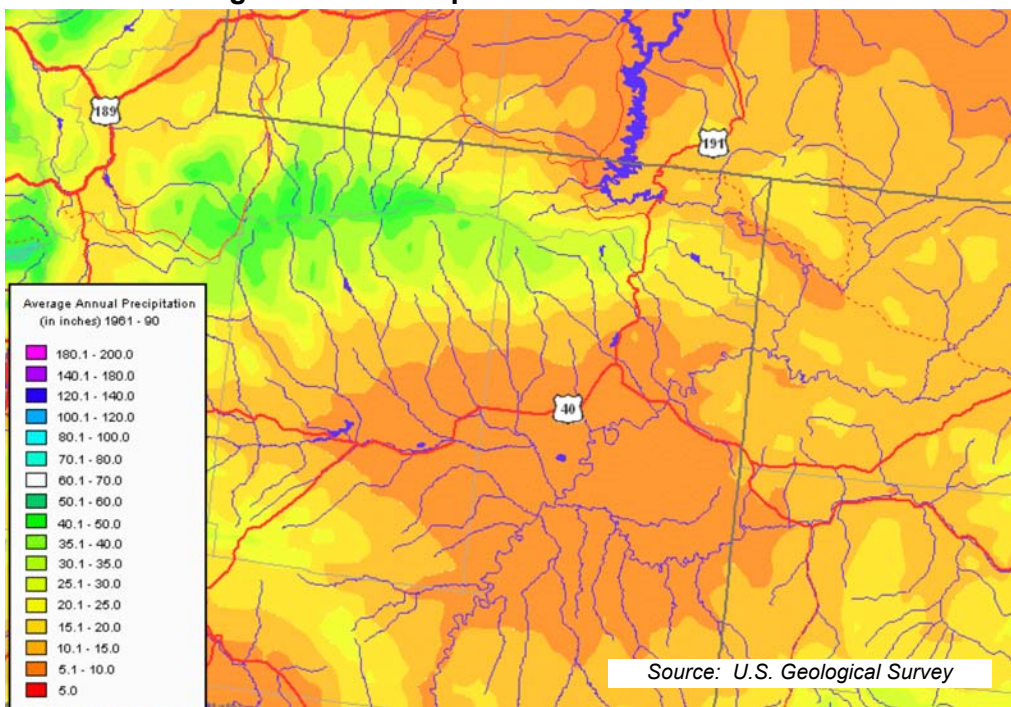 189
191
40
Average Annual Precipitation
(in inches) 1961 - 90
180.1 - 200.0
140.1 - 180.0
120.1 - 140.0
100.1 - 120.0
80.1 - 100.0
70.1 - 80.0
60.1 - 70.0
50.1 - 60.0
40.1 - 50.0
35.1 - 40.0
30.1 - 35.0
25.1 - 30.0
20.1 - 25.0
15.1 - 20.0
10.1 - 15.0
5.1 - 10.0
5.0
Source: U.S. Geological Survey